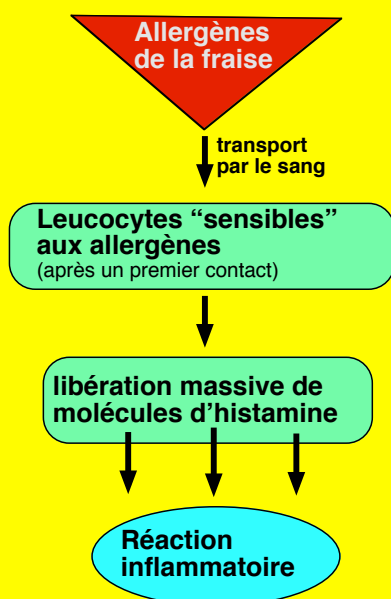 Allergènes
de la fraise
transport
par le sang
Leucocytes “sensibles”
aux allergènes
(après un premier contact)
libération massive de
molécules d’histamine
Réaction
inflammatoire